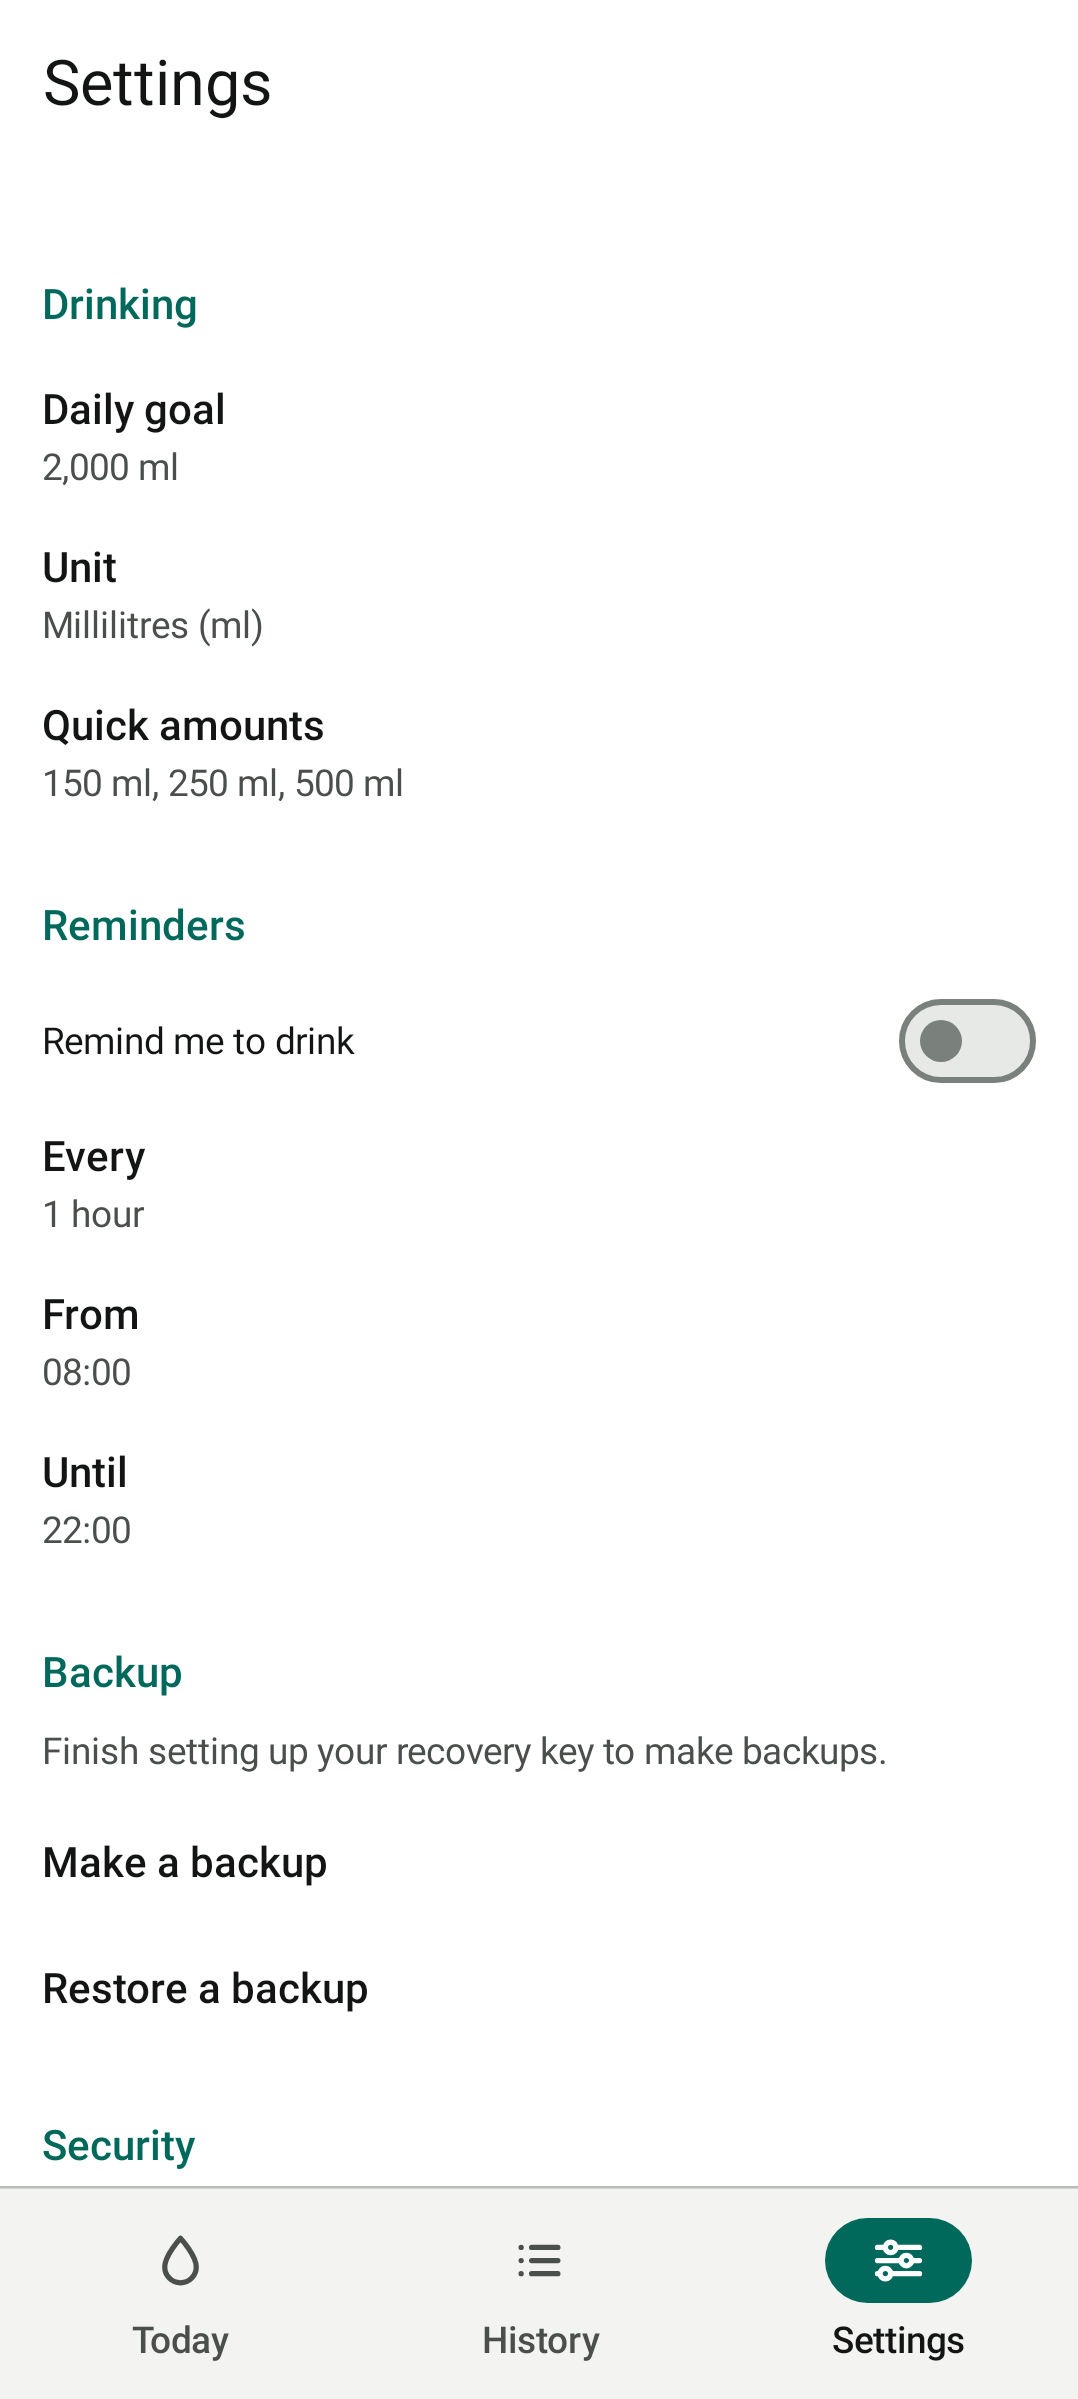 Settings
Drinking
Daily goal
2,000 ml
Unit
Millilitres (ml)
Quick amounts
150 ml, 250 ml, 500 ml
Reminders
Remind me to drink
Every
1 hour
From
08:00
Until
22:00
Backup
Finish setting up your recovery key to make backups.
Make a backup
Restore a backup
Security
Today
History
Settings